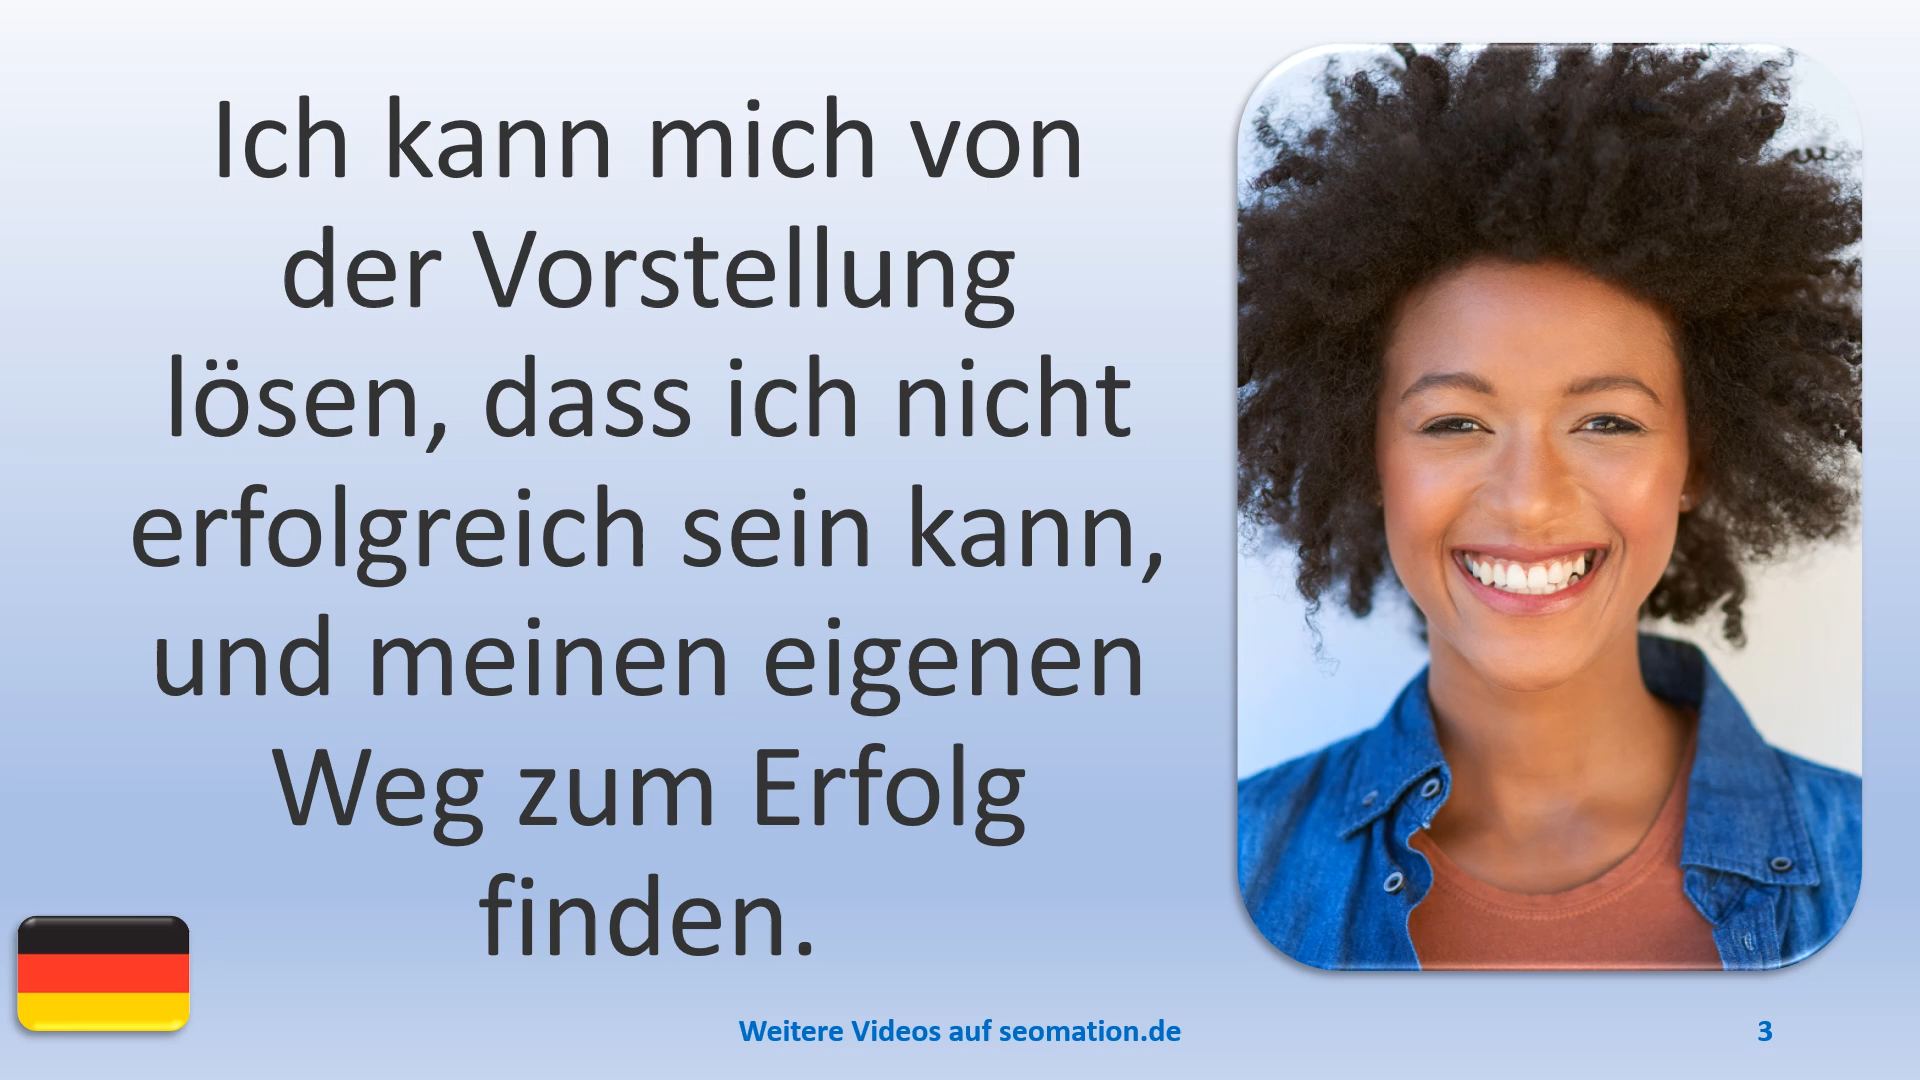 Ich kann mich von
der Vorstellung
lösen, dass ich nicht
erfolgreich sein kann,
und meinen eigenen
Weg zum Erfolg
finden.
Weitere Videos auf seomation.de
3